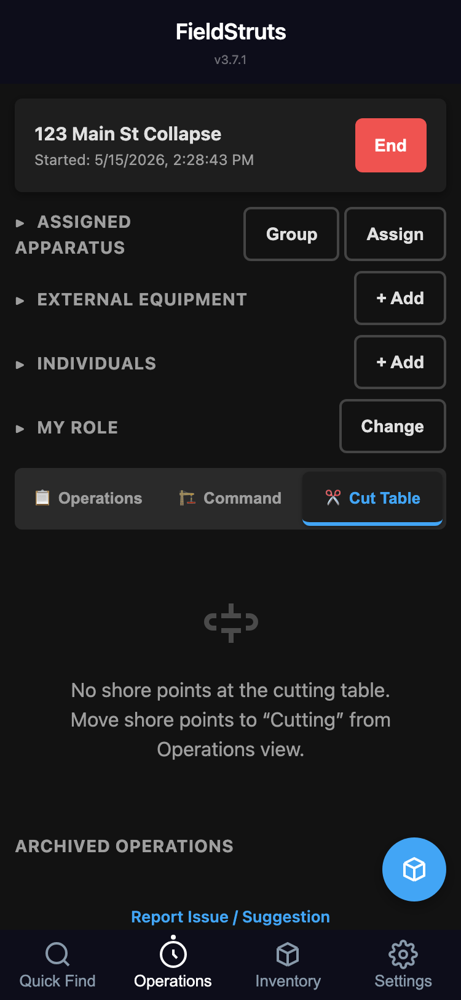 FieldStruts
v3.7.1
123 Main St Collapse
Started: 5/15/2026, 2:28:43 PM
End
ASSIGNED
APPARATUS
Group
Assign
EXTERNAL EQUIPMENT
+ Add
INDIVIDUALS
+ Add
MY ROLE
Change
Operations
Command
Cut Table
No shore points at the cutting table.
Move shore points to “Cutting” from
Operations view.
ARCHIVED OPERATIONS
Report Issue / Suggestion
Quick Find
Operations
Inventory
Settings